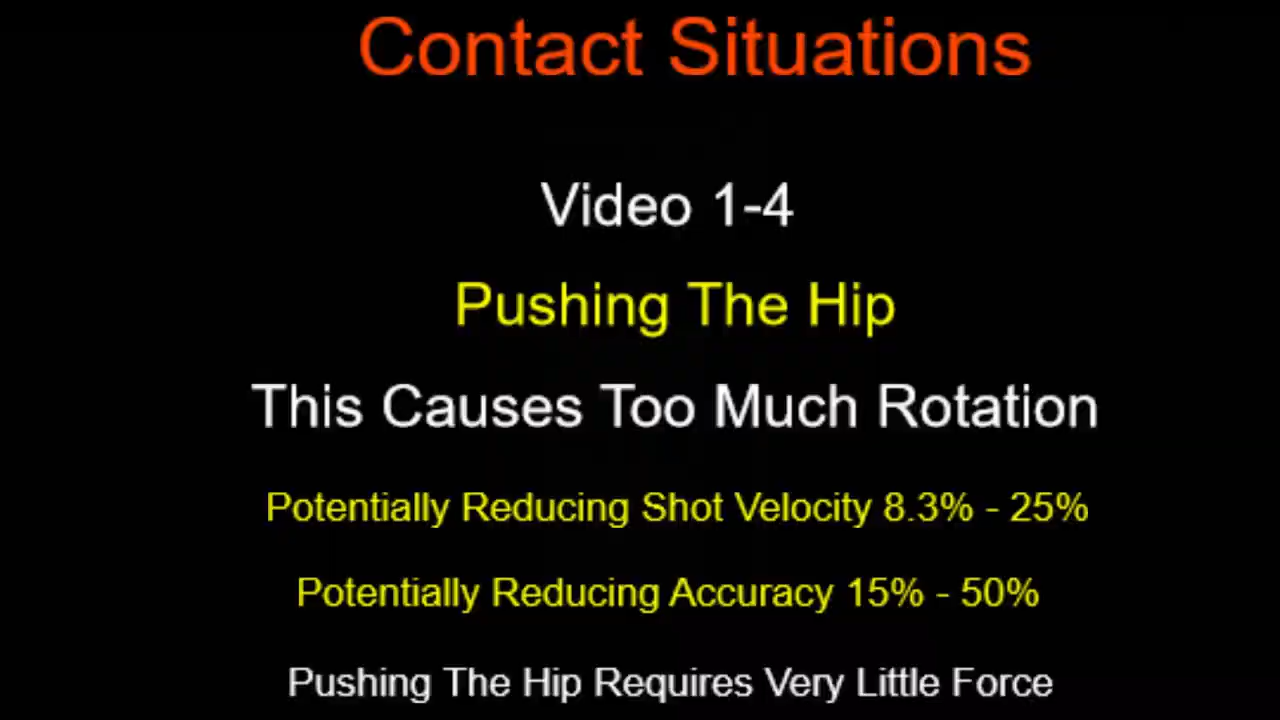 Contact Situations
Video 1-4
Pushing The Hip
This Causes Too Much Rotation
Potentially Reducing Shot Velocity 8.3% - 25%
Potentially Reducing Accuracy 15% - 50%
Pushing The Hip Requires Very Little Force